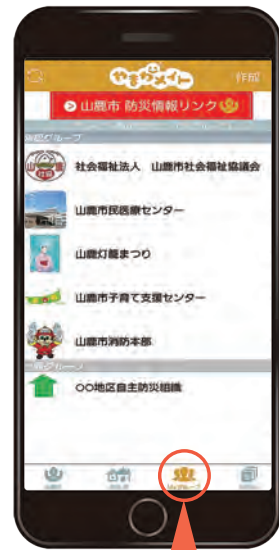 やまがメイト
作成
山鹿市 防災情報リンク
社会福祉法人 山鹿市社会福祉協議会
山鹿市民医療センター
山鹿灯籠まつり
山鹿市子育て支援センター
山鹿市消防本部
〇〇地区自主防災組織